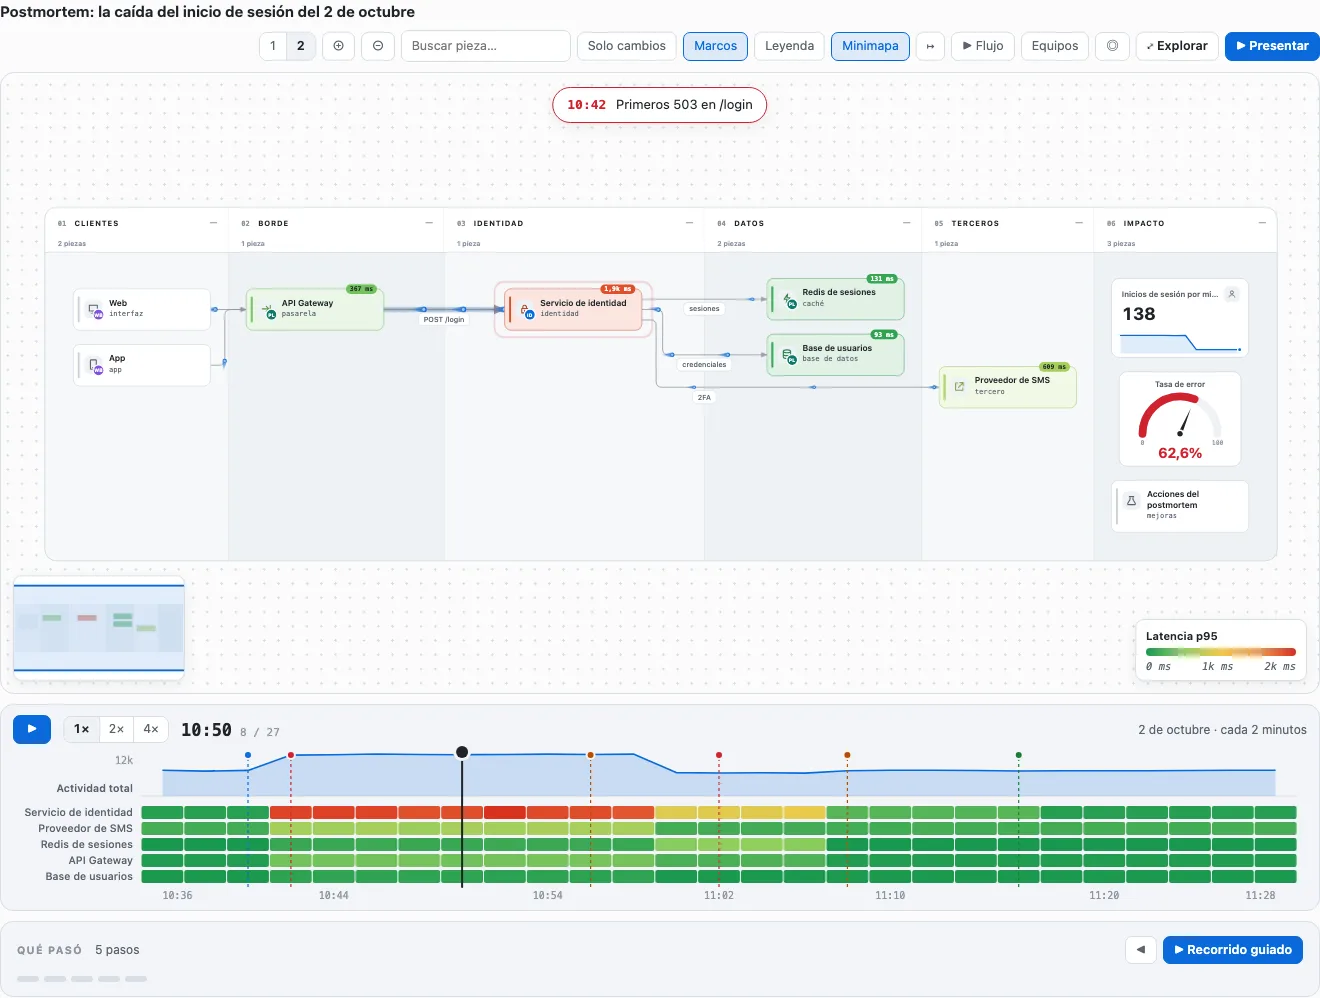 Postmortem: la caída del inicio de sesión del 2 de octubre
1 2 Buscar pieza... Solo cambios Marcos Leyenda Minimapa Flujo Equipos Explorar Presentar
10:42 Primeros 503 en /login
01 CLIENTES
2 piezas
02 BORDE
1 pieza
03 IDENTIDAD
1 pieza
04 DATOS
2 piezas
05 TERCEROS
1 pieza
06 IMPACTO
3 piezas
Web
interfaz
App
app
367 ms
API Gateway
pasarela
POST /login
1,9k ms
Servicio de identidad
identidad
sesiones
credenciales
2FA
131 ms
Redis de sesiones
caché
93 ms
Base de usuarios
base de datos
609 ms
Proveedor de SMS
tercero
Inicios de sesión por mi...
138
Tasa de error
0 100
62,6%
Acciones del
postmortem
mejoras
Latencia p95
0 ms 1k ms 2k ms
1× 2× 4× 10:50 8 / 27 2 de octubre · cada 2 minutos
12k
Actividad total
Servicio de identidad
Proveedor de SMS
Redis de sesiones
API Gateway
Base de usuarios
10:36 10:44 10:54 11:02 11:10 11:20 11:28
QUÉ PASÓ 5 pasos Recorrido guiado